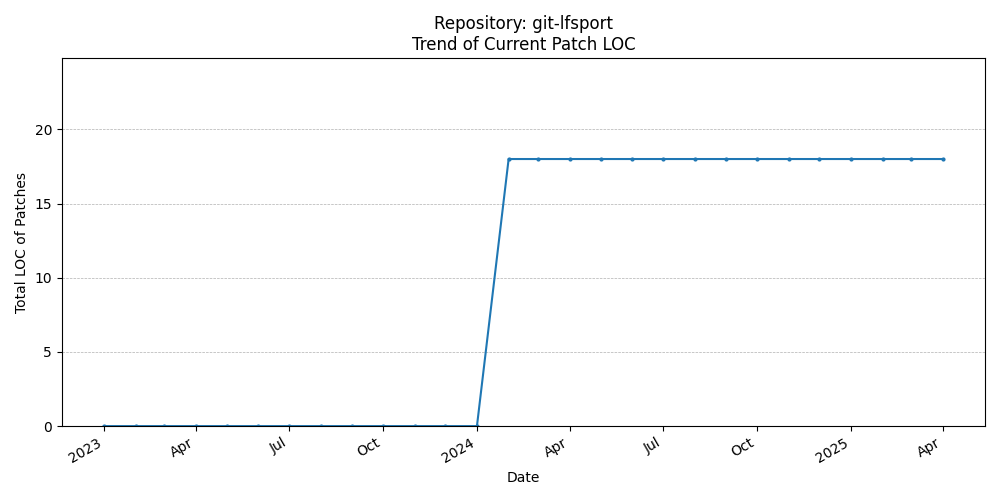 Repository: git-lfsport
Trend of Current Patch LOC
Total LOC of Patches
20
15
10
5
0
2023 Apr Jul Oct 2024 Apr Jul Oct 2025 Apr
Date